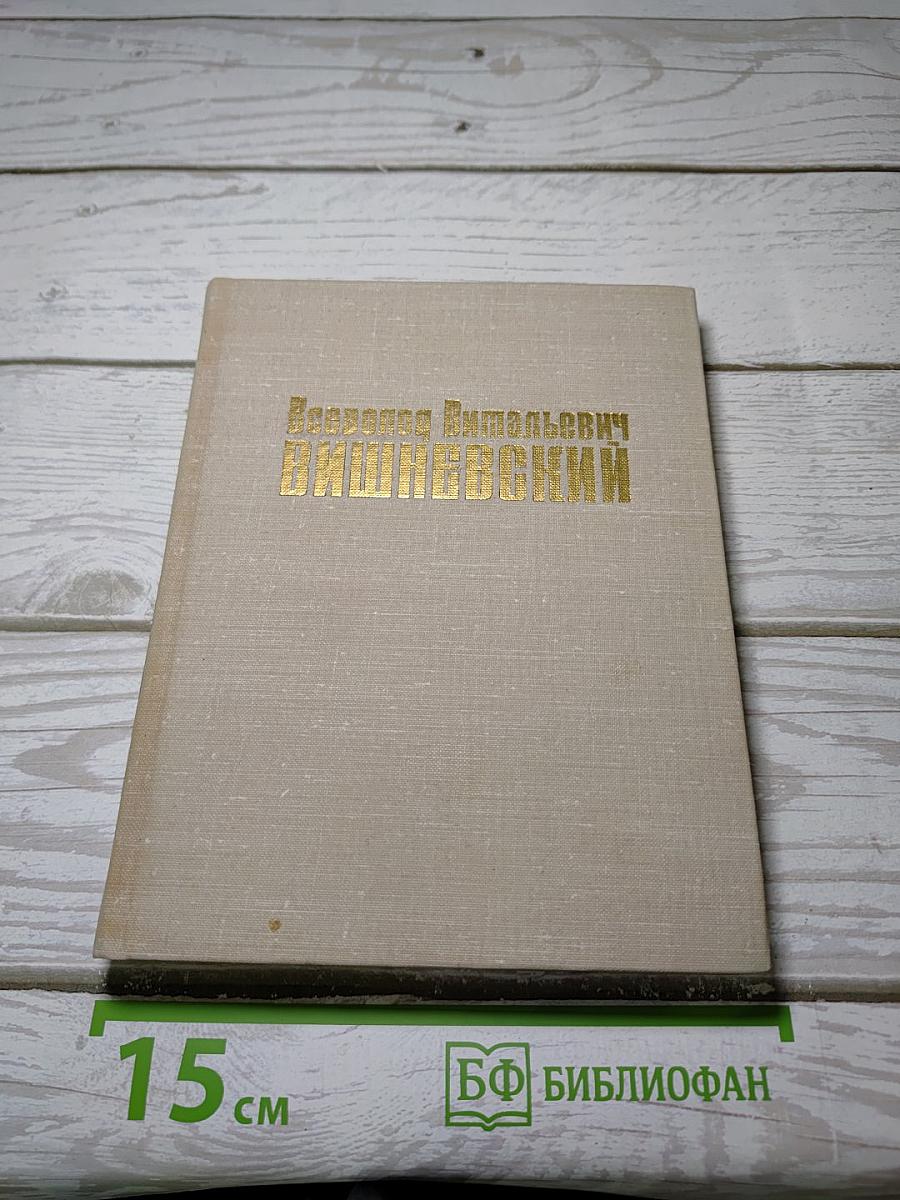 Всеволод Витальевич
ВИШНЕВСКИЙ
15 см
БФ БИБЛИОФАН